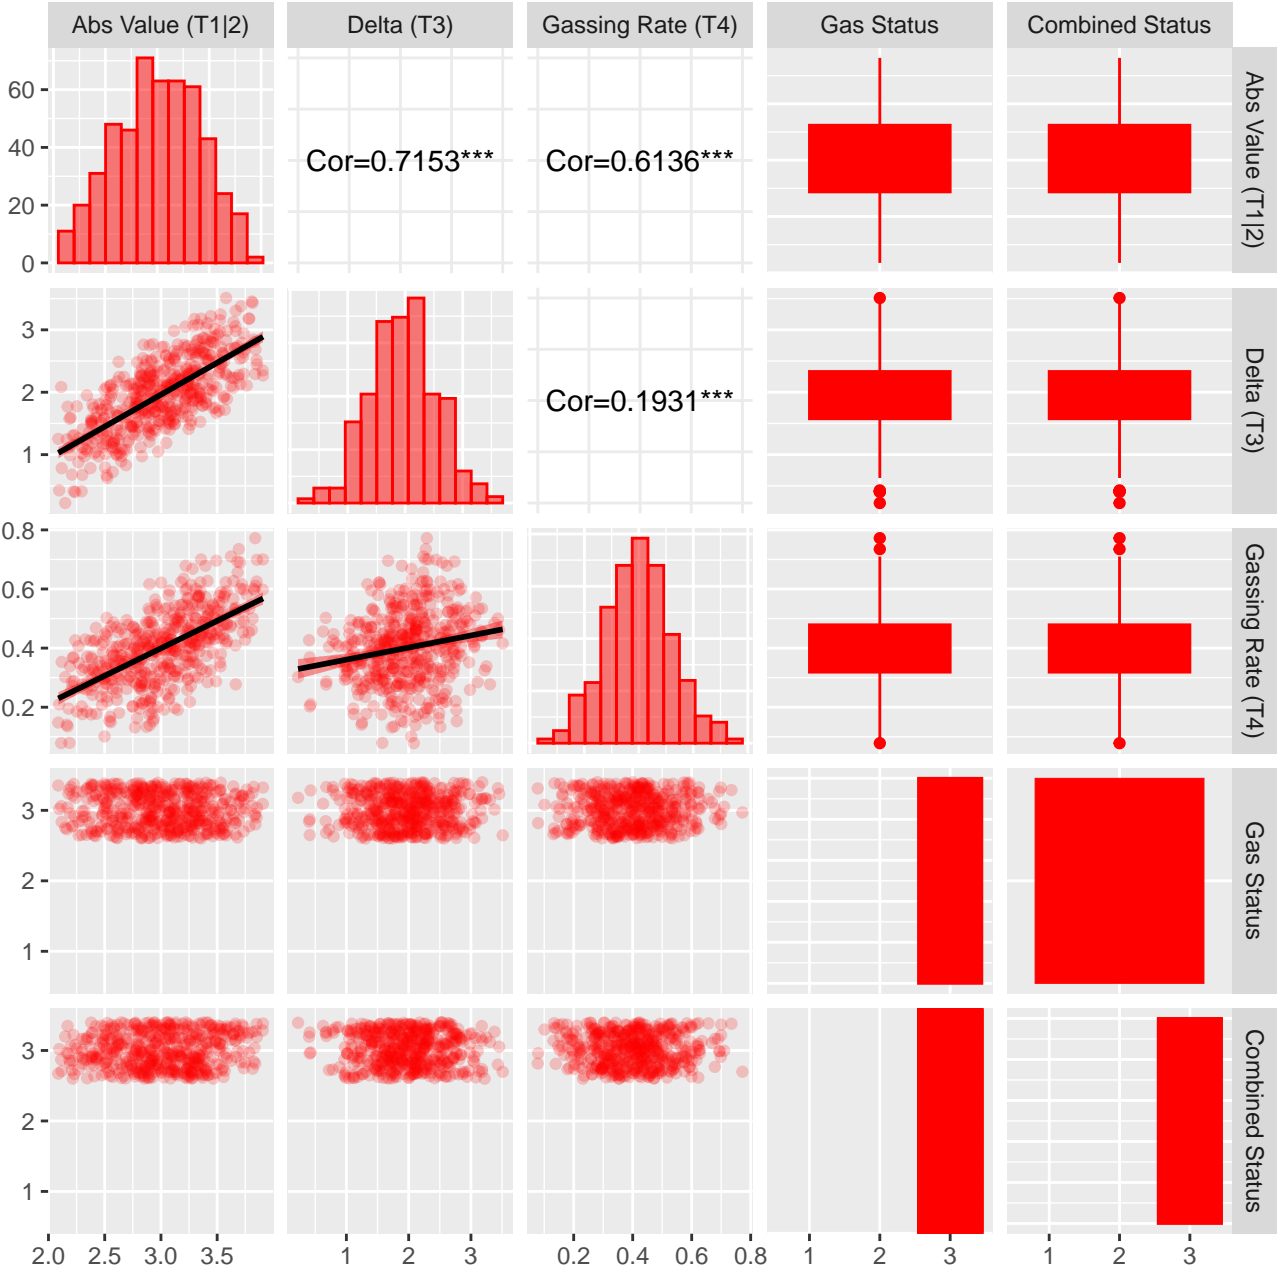 Abs Value (T1|2) Delta (T3) Gassing Rate (T4) Gas Status Combined Status
60
40
20
0
Cor=0.7153***
Cor=0.6136***
Abs Value (T1|2)
3
2
1
Cor=0.1931***
Delta (T3)
0.8
0.6
0.4
0.2
Gassing Rate (T4)
3
2
1
Gas Status
3
2
1
Combined Status
2.0 2.5 3.0 3.5 1 2 3 0.2 0.4 0.6 0.8 1 2 3 1 2 3